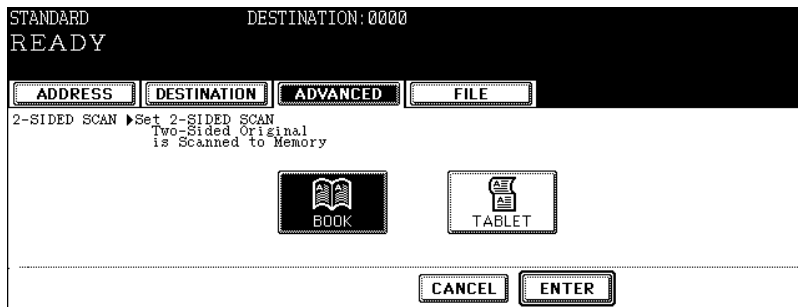 STANDARD DESTINATION:0000
READY
ADDRESS DESTINATION ADVANCED FILE
2-SIDED SCAN ▶Set 2-SIDED SCAN
Two-Sided Original
is Scanned to Memory
BOOK TABLET
CANCEL ENTER